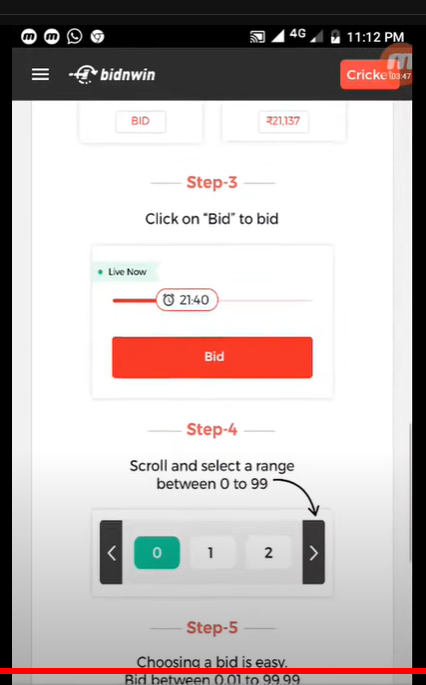 4G 11:12 PM
bidnwin
Cricke
03:47
BID
₹21,137
Step-3
Click on “Bid” to bid
Live Now
21:40
Bid
Step-4
Scroll and select a range
between 0 to 99
0 1 2
Step-5
Choosing a bid is easy.
Bid between 0.01 to 99.99